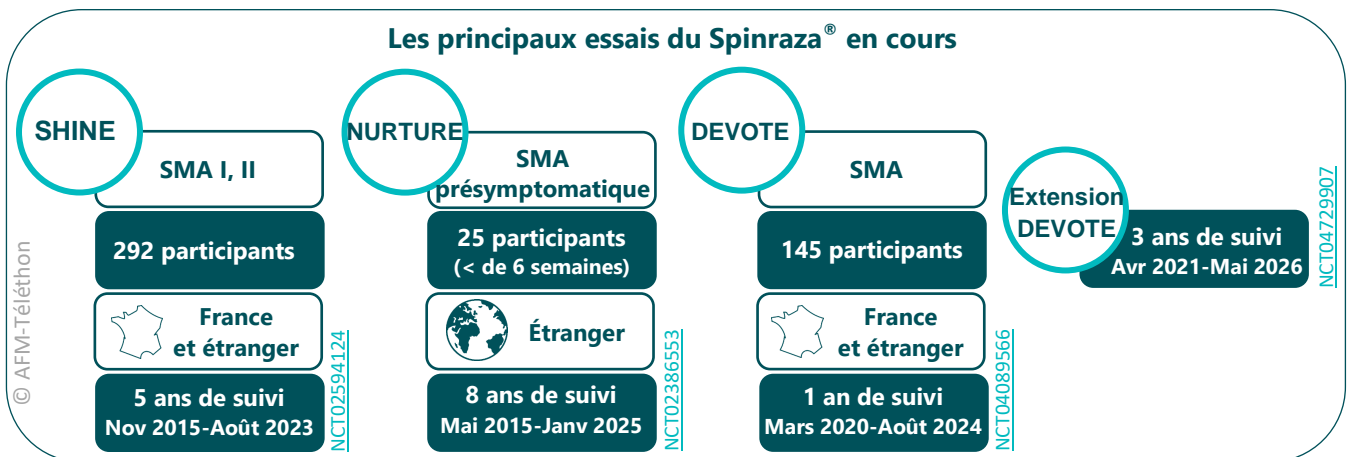 Les principaux essais du Spinraza® en cours
SHINE
SMA I, II
292 participants
France
et étranger
5 ans de suivi
Nov 2015-Août 2023
NCT02594124
NURTURE
SMA
présymptomatique
25 participants
(< de 6 semaines)
Étranger
8 ans de suivi
Mai 2015-Janv 2025
NCT02386553
DEVOTE
SMA
145 participants
France
et étranger
1 an de suivi
Mars 2020-Août 2024
NCT04089566
Extension
DEVOTE
3 ans de suivi
Avr 2021-Mai 2026
NCT04729907
© AFM-Téléthon